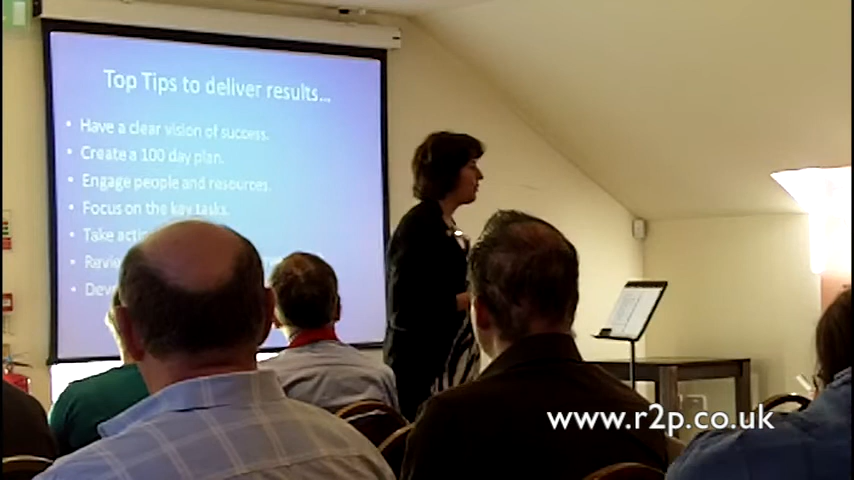 Top Tips to deliver results...
• Have a clear vision of success.
• Create a 100 day plan.
• Engage people and resources.
• Focus on the key tasks.
• Take
www.r2p.co.uk